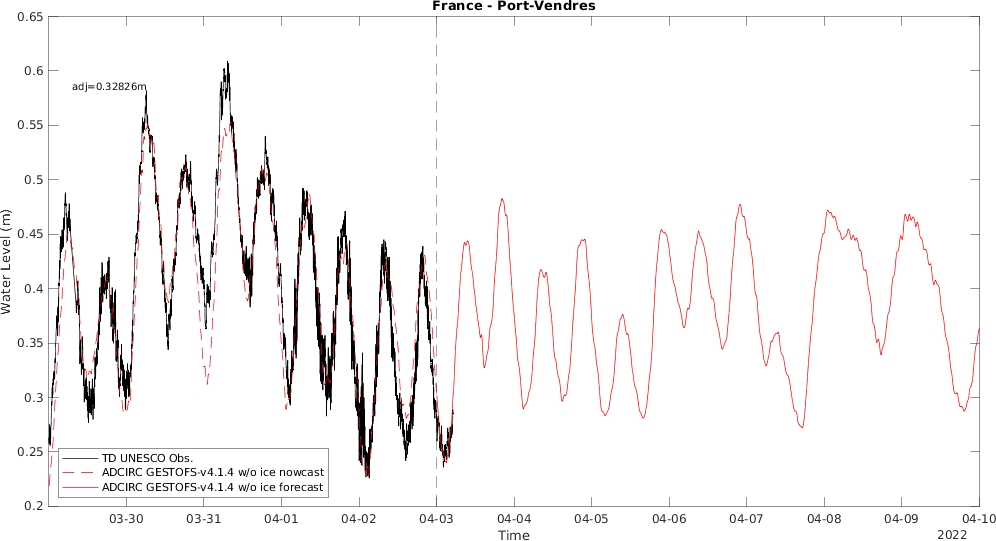 France - Port-Vendres
0.65
0.6
0.55
0.5
0.45
0.4
0.35
0.3
0.25
0.2
Water Level (m)
adj=0.32826m
TD UNESCO Obs.
ADCIRC GESTOFS-v4.1.4 w/o ice nowcast
ADCIRC GESTOFS-v4.1.4 w/o ice forecast
03-30 03-31 04-01 04-02 04-03 04-04 04-05 04-06 04-07 04-08 04-09 04-10
Time
2022